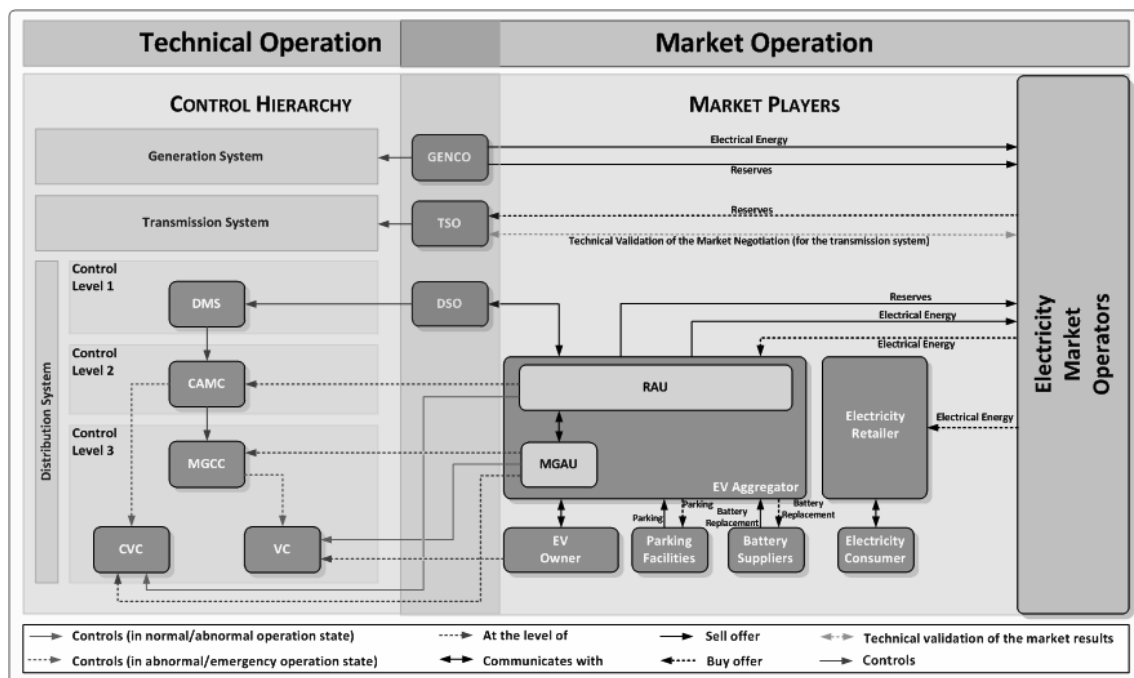 Technical Operation
Market Operation
CONTROL HIERARCHY
MARKET PLAYERS
Generation System
GENCO
Electrical Energy
Reserves
Transmission System
TSO
Reserves
Technical Validation of the Market Negotiation (for the transmission system)
Electricity
Market
Operators
Distribution System
Control
Level 1
DMS
DSO
Reserves
Electrical Energy
Electrical Energy
Control
Level 2
CAMC
RAU
Electricity
Retailer
Electrical Energy
Control
Level 3
MGCC
MGAU
EV Aggregator
Parking
Parking
Battery
Replacement
Battery
Replacement
CVC
VC
EV
Owner
Parking
Facilities
Battery
Suppliers
Electricity
Consumer
Controls (in normal/abnormal operation state)
At the level of
Sell offer
Technical validation of the market results
Controls (in abnormal/emergency operation state)
Communicates with
Buy offer
Controls